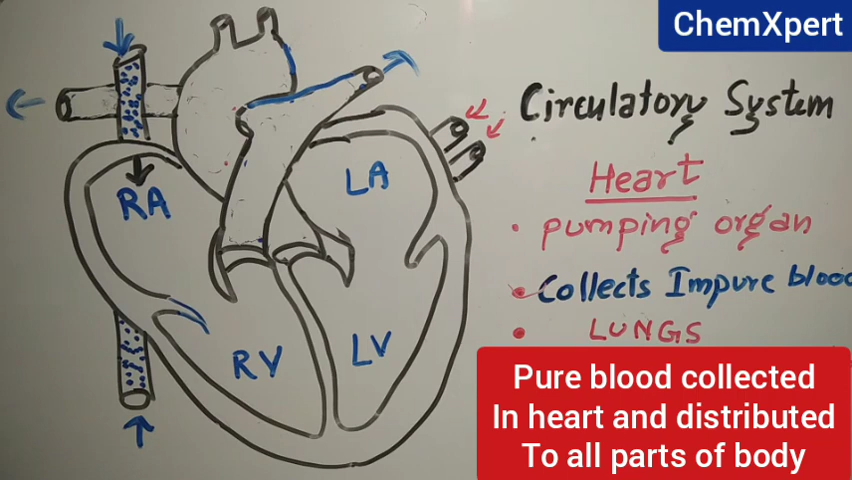 ChemXpert
Circulatory System
Heart
• Pumping organ
• Collects Impure blood
• LUNGS
RA
LA
RV
LV
Pure blood collected
In heart and distributed
To all parts of body